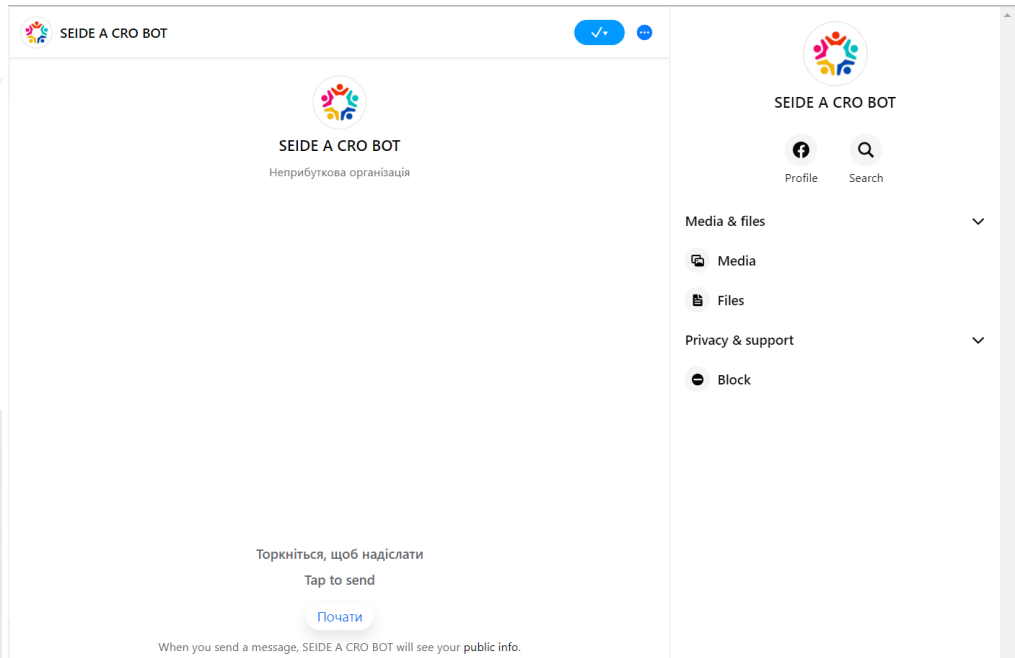 SEIDE A CRO BOT
SEIDE A CRO BOT
Неприбуткова організація
Торкніться, щоб надіслати
Tap to send
Почати
When you send a message, SEIDE A CRO BOT will see your public info.
SEIDE A CRO BOT
Profile
Search
Media & files
Media
Files
Privacy & support
Block